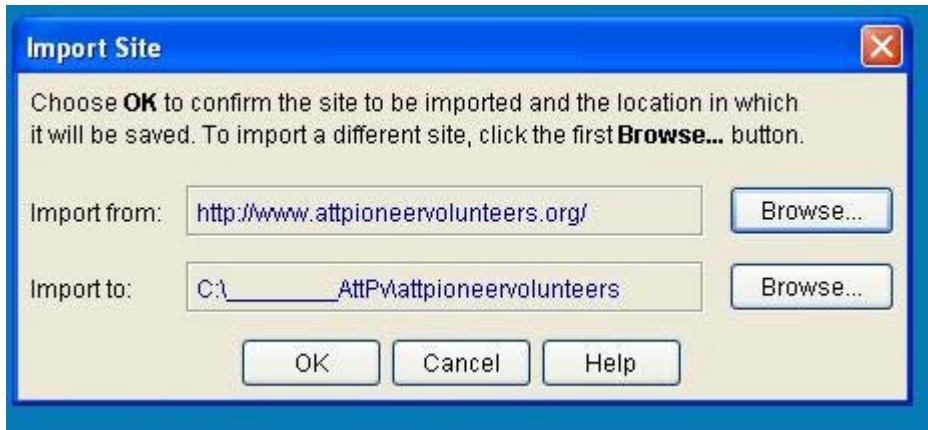 Import Site
Choose OK to confirm the site to be imported and the location in which
it will be saved. To import a different site, click the first Browse... button.
Import from: http://www.attpioneervolunteers.org/ Browse...
Import to: C:\_________AttPv\attpioneervolunteers Browse...
OK Cancel Help